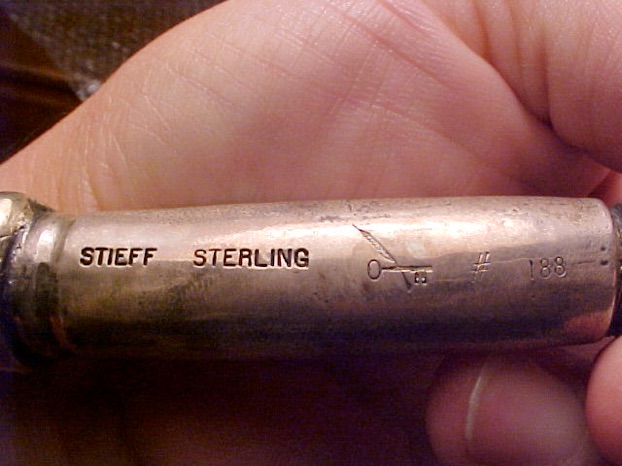 STIEFF STERLING # 188